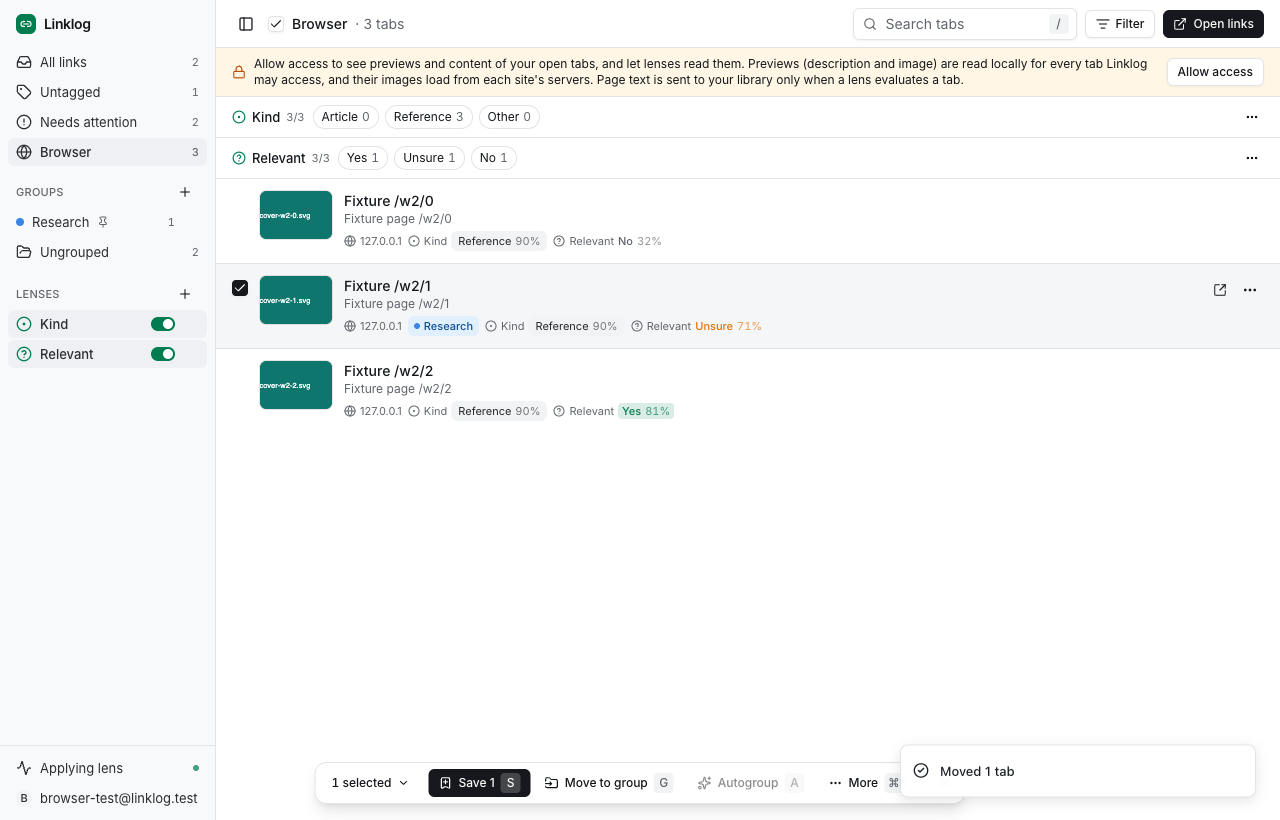 Linklog
All links 2
Untagged 1
Needs attention 2
Browser 3
GROUPS
Research 1
Ungrouped 2
LENSES
Kind
Relevant
Applying lens
B browser-test@linklog.test
Browser · 3 tabs
Search tabs /
Filter
Open links
Allow access to see previews and content of your open tabs, and let lenses read them. Previews (description and image) are read locally for every tab Linklog
may access, and their images load from each site's servers. Page text is sent to your library only when a lens evaluates a tab.
Allow access
Kind 3/3 Article 0 Reference 3 Other 0
Relevant 3/3 Yes 1 Unsure 1 No 1
cover-w2-0.svg
Fixture /w2/0
Fixture page /w2/0
127.0.0.1 Kind Reference 90% Relevant No 32%
cover-w2-1.svg
Fixture /w2/1
Fixture page /w2/1
127.0.0.1 Research Kind Reference 90% Relevant Unsure 71%
cover-w2-2.svg
Fixture /w2/2
Fixture page /w2/2
127.0.0.1 Kind Reference 90% Relevant Yes 81%
1 selected
Save 1 S
Move to group G
Autogroup A
More ⌘
Moved 1 tab